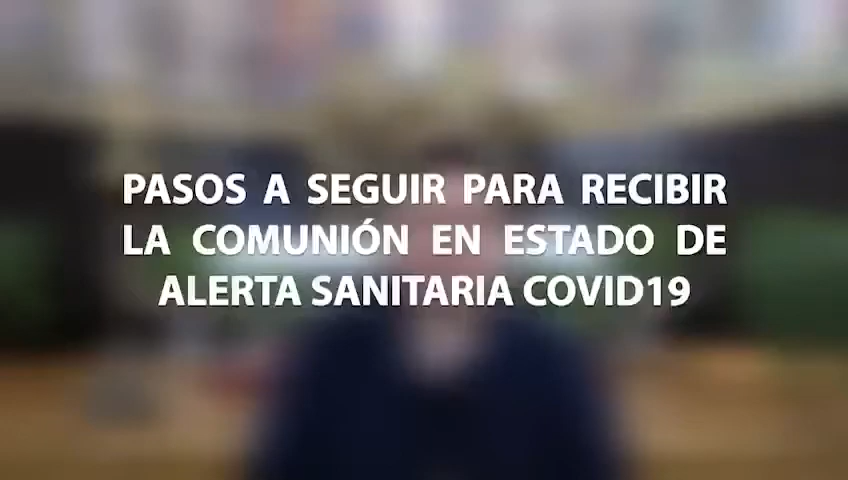 PASOS A SEGUIR PARA RECIBIR
LA COMUNIÓN EN ESTADO DE
ALERTA SANITARIA COVID19